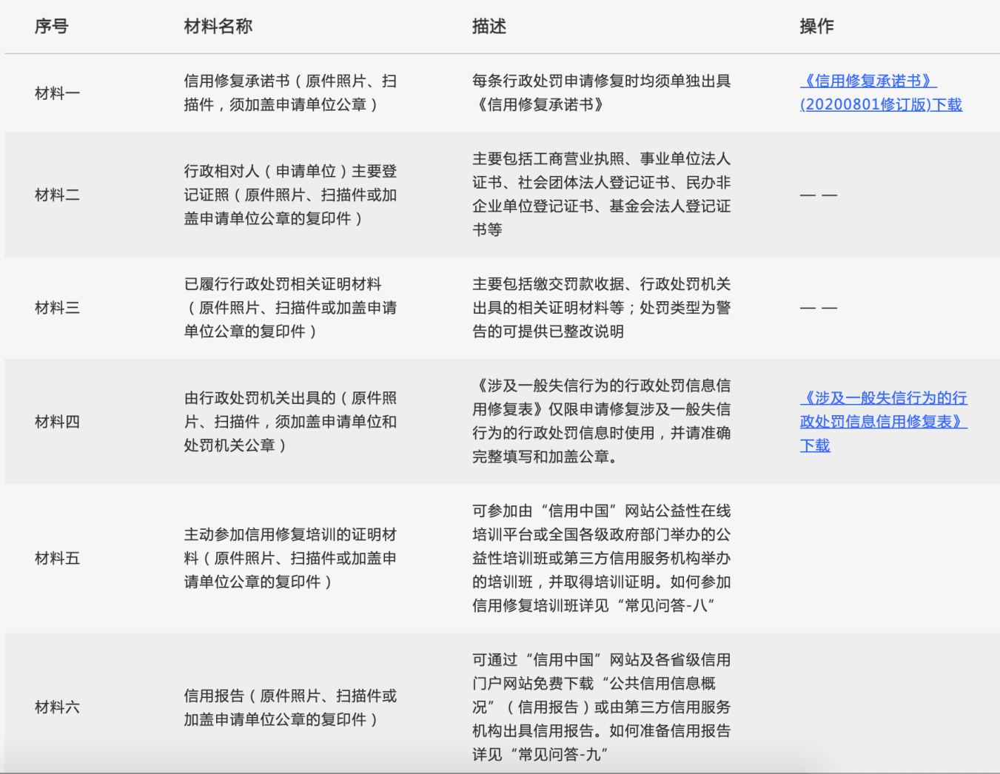 序号
材料名称
描述
操作
材料一
信用修复承诺书（原件照片、扫
描件，须加盖申请单位公章）
每条行政处罚申请修复时均须单独出具
《信用修复承诺书》
《信用修复承诺书》
(20200801修订版)下载
材料二
行政相对人（申请单位）主要登
记证照（原件照片、扫描件或加
盖申请单位公章的复印件）
主要包括工商营业执照、事业单位法人
证书、社会团体法人登记证书、民办非
企业单位登记证书、基金会法人登记证
书等
— —
材料三
已履行行政处罚相关证明材料
（原件照片、扫描件或加盖申请
单位公章的复印件）
主要包括缴交罚款收据、行政处罚机关
出具的相关证明材料等；处罚类型为警
告的可提供已整改说明
— —
材料四
由行政处罚机关出具的（原件照
片、扫描件，须加盖申请单位和
处罚机关公章）
《涉及一般失信行为的行政处罚信息信
用修复表》仅限申请修复涉及一般失信
行为的行政处罚信息时使用，并请准确
完整填写和加盖公章。
《涉及一般失信行为的行
政处罚信息信用修复表》
下载
材料五
主动参加信用修复培训的证明材
料（原件照片、扫描件或加盖申
请单位公章的复印件）
可参加由“信用中国”网站公益性在线
培训平台或全国各级政府部门举办的公
益性培训班或第三方信用服务机构举办
的培训班，并取得培训证明。如何参加
信用修复培训班详见“常见问答-八”
材料六
信用报告（原件照片、扫描件或
加盖申请单位公章的复印件）
可通过“信用中国”网站及各省级信用
门户网站免费下载“公共信用信息概
况”（信用报告）或由第三方信用服务
机构出具信用报告。如何准备信用报告
详见“常见问答-九”